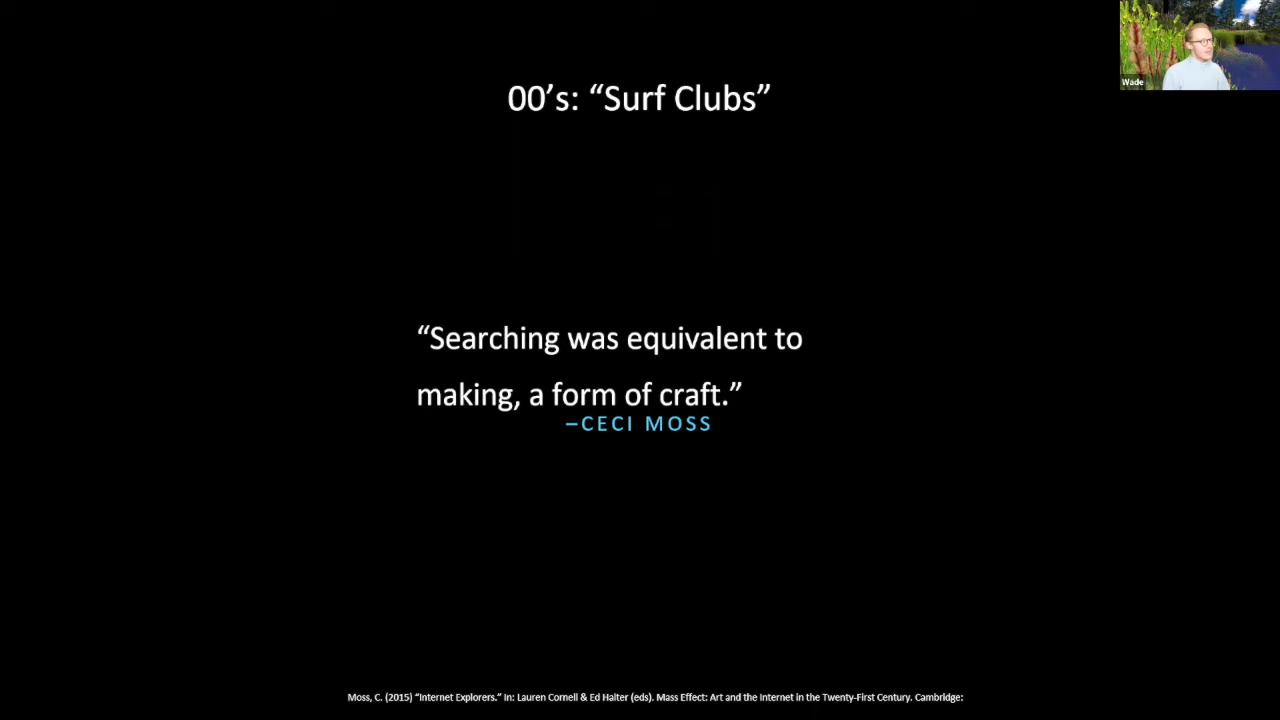 00’s: “Surf Clubs”
Wade
“Searching was equivalent to
making, a form of craft.”
–CECI MOSS
Moss, C. (2015) “Internet Explorers.” In: Lauren Cornell & Ed Halter (eds). Mass Effect: Art and the Internet in the Twenty-First Century. Cambridge: